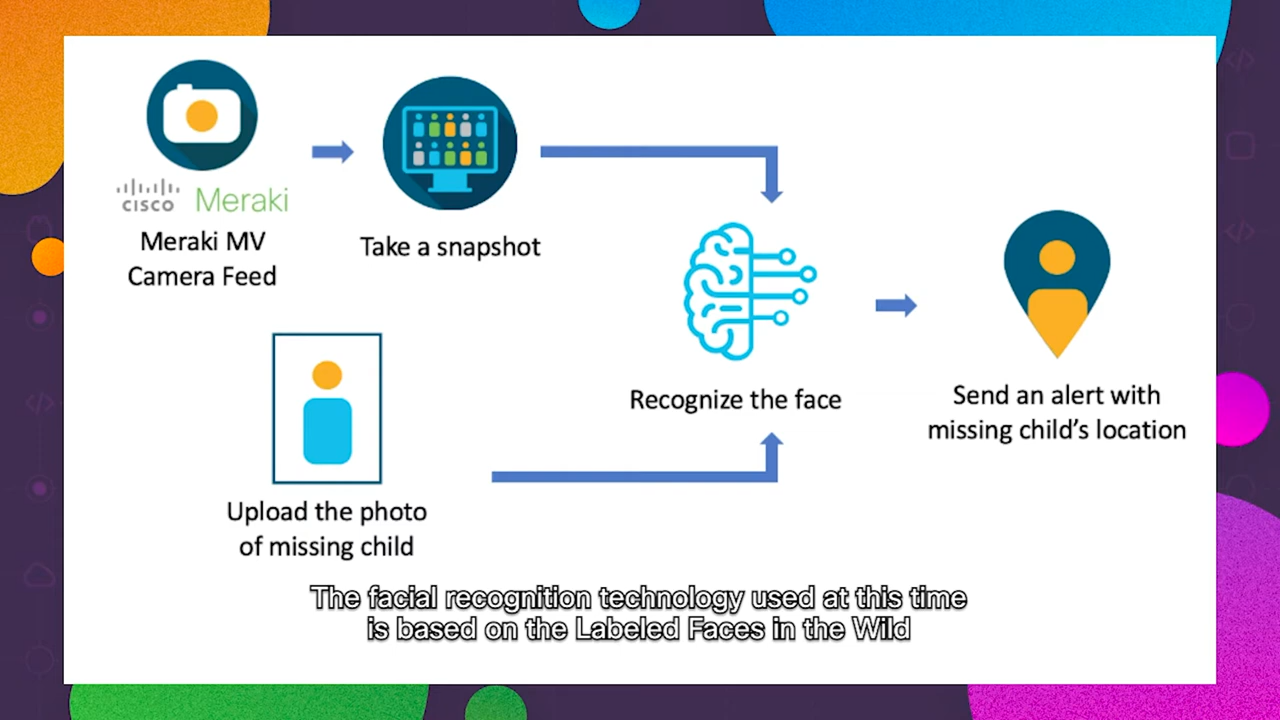 CISCO Meraki
Meraki MV
Camera Feed
Take a snapshot
Recognize the face
Send an alert with
missing child's location
Upload the photo
of missing child
The facial recognition technology used at this time
is based on the Labeled Faces in the Wild